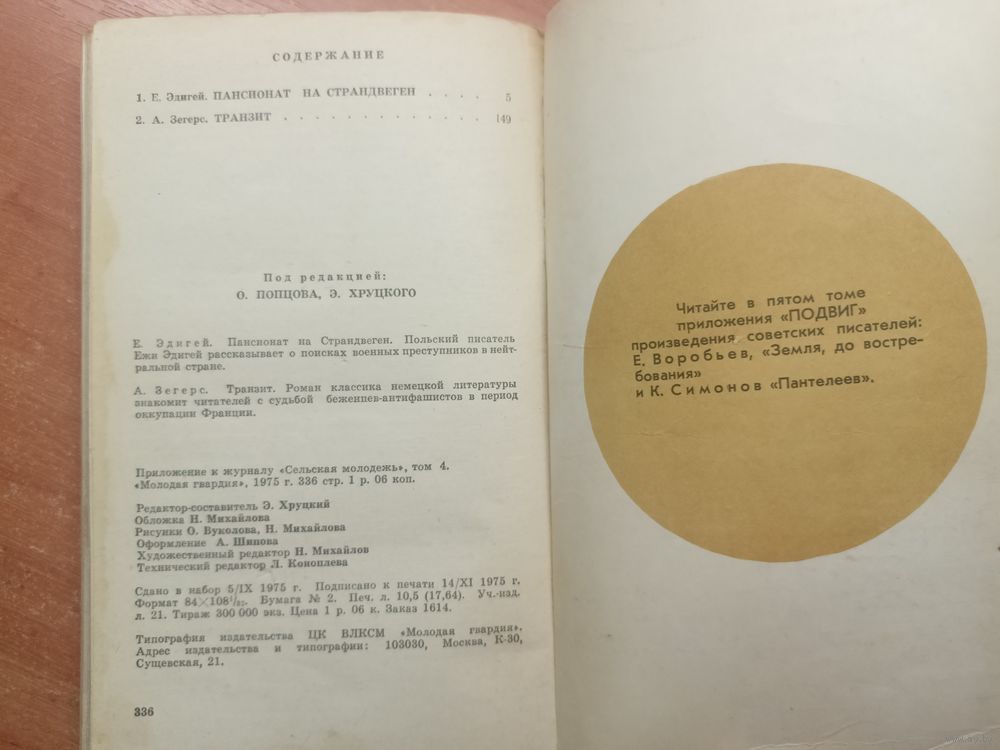 СОДЕРЖАНИЕ
1. Е. Эдигей. ПАНСИОНАТ НА СТРАНДВЕГЕН . . . . 5
2. А. Зегерс. ТРАНЗИТ . . . . . . . . . . . . . 149
Под редакцией:
О. ПОПЦОВА, Э. ХРУЦКОГО
Е. Эдигей. Пансионат на Страндвеген. Польский писатель
Ежи Эдигей рассказывает о поисках военных преступников в нейт-
ральной стране.
А. Зегерс. Транзит. Роман классика немецкой литературы
знакомит читателей с судьбой беженцев-антифашистов в период
оккупации Франции.
Приложение к журналу «Сельская молодежь», том 4.
«Молодая гвардия», 1975 г. 336 стр. 1 р. 06 коп.
Редактор-составитель Э. Хруцкий
Обложка Н. Михайлова
Рисунки О. Вуколова, Н. Михайлова
Оформление А. Шипова
Художественный редактор Н. Михайлов
Технический редактор Л. Коноплева
Сдано в набор 5/IX 1975 г. Подписано к печати 14/XI 1975 г.
Формат 84×108¹/₃₂. Бумага № 2. Печ. л. 10,5 (17,64). Уч.-изд.
л. 21. Тираж 300 000 экз. Цена 1 р. 06 к. Заказ 1614.
Типография издательства ЦК ВЛКСМ «Молодая гвардия».
Адрес издательства и типографии: 103030, Москва, К-30,
Сущевская, 21.
336
Читайте в пятом томе
приложения «ПОДВИГ»
произведения советских писателей:
Е. Воробьев, «Земля, до востре-
бования»
и К. Симонов «Пантелеев».